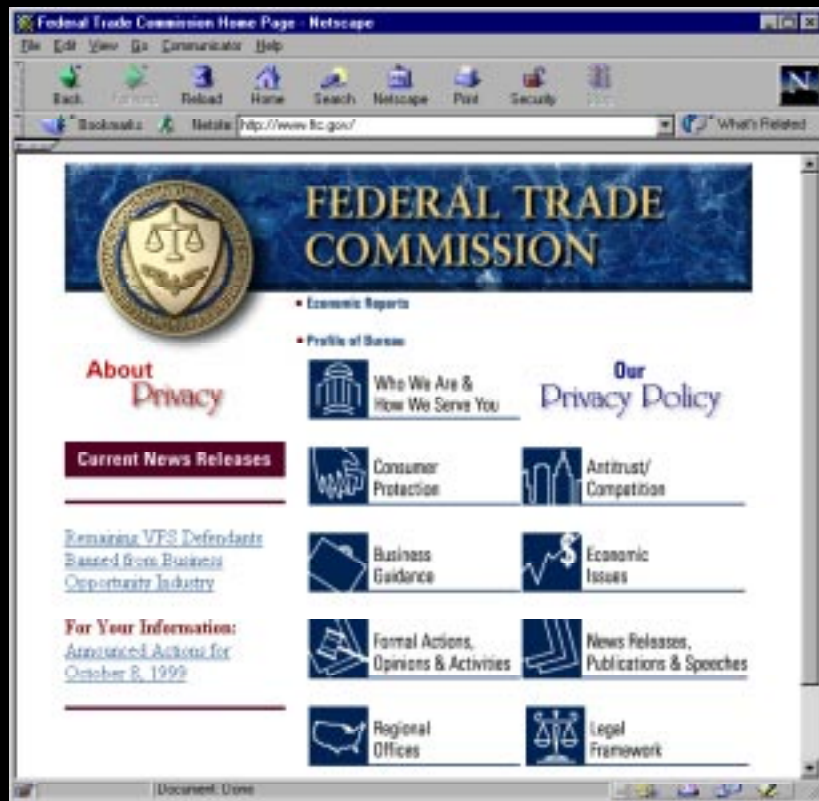 Federal Trade Commission Home Page - Netscape
File Edit View Go Communicator Help
Back Forward Reload Home Search Netscape Print Security Stop
N
Bookmarks Netsite: http://www.ftc.gov/ What's Related
FEDERAL TRADE
COMMISSION
Economic Reports
Profile of Bureau
About
Privacy
Who We Are &
How We Serve You
Our
Privacy Policy
Current News Releases
Consumer
Protection
Antitrust/
Competition
Remaining VFS Defendants
Banned from Business
Opportunity Industry
Business
Guidance
Economic
Issues
For Your Information:
Announced Actions for
October 8, 1999
Formal Actions,
Opinions & Activities
News Releases,
Publications & Speeches
Regional
Offices
Legal
Framework
Document: Done